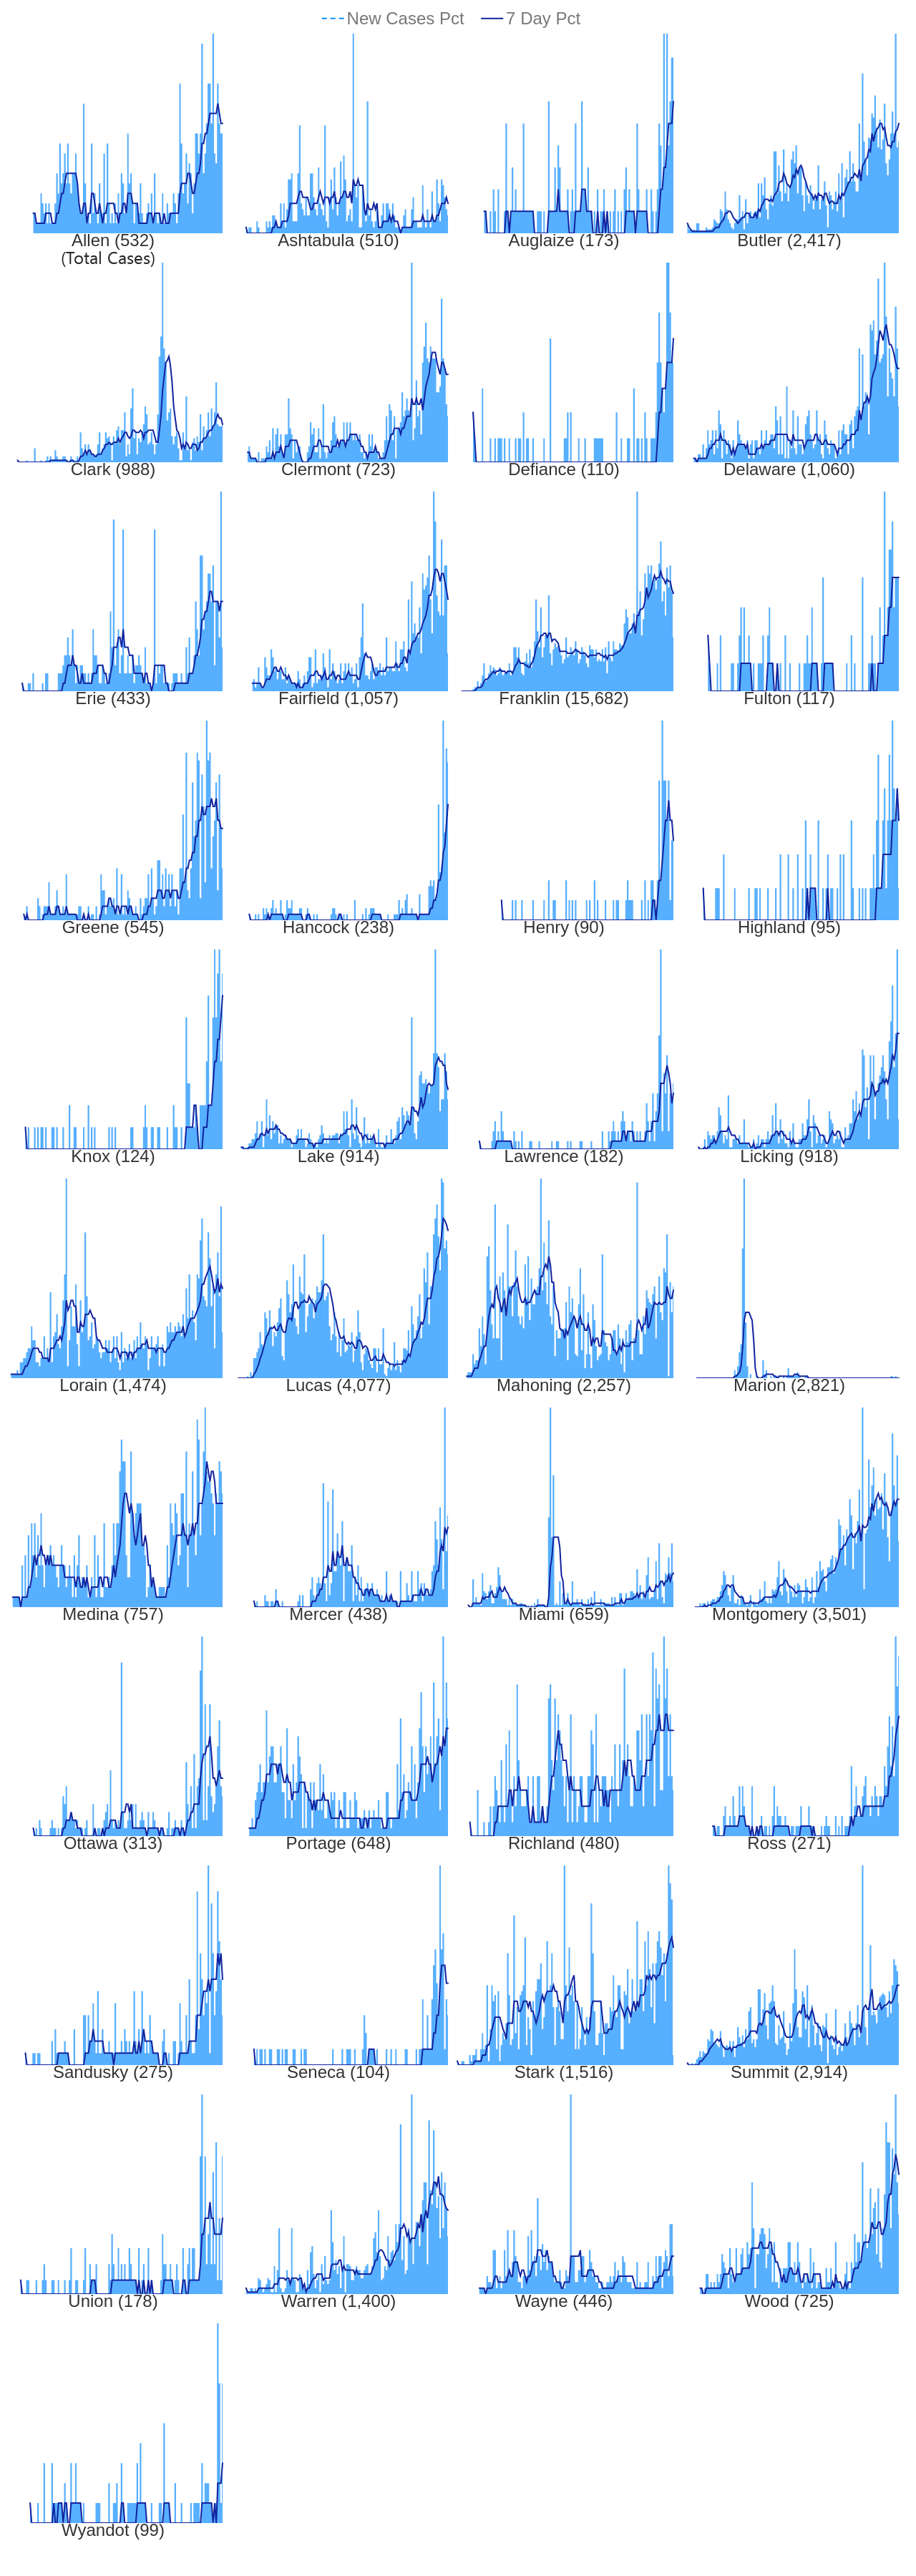 New Cases Pct 7 Day Pct
Allen (532) Ashtabula (510) Auglaize (173) Butler (2,417)
(Total Cases)
Clark (988) Clermont (723) Defiance (110) Delaware (1,060)
Erie (433) Fairfield (1,057) Franklin (15,682) Fulton (117)
Greene (545) Hancock (238) Henry (90) Highland (95)
Knox (124) Lake (914) Lawrence (182) Licking (918)
Lorain (1,474) Lucas (4,077) Mahoning (2,257) Marion (2,821)
Medina (757) Mercer (438) Miami (659) Montgomery (3,501)
Ottawa (313) Portage (648) Richland (480) Ross (271)
Sandusky (275) Seneca (104) Stark (1,516) Summit (2,914)
Union (178) Warren (1,400) Wayne (446) Wood (725)
Wyandot (99)